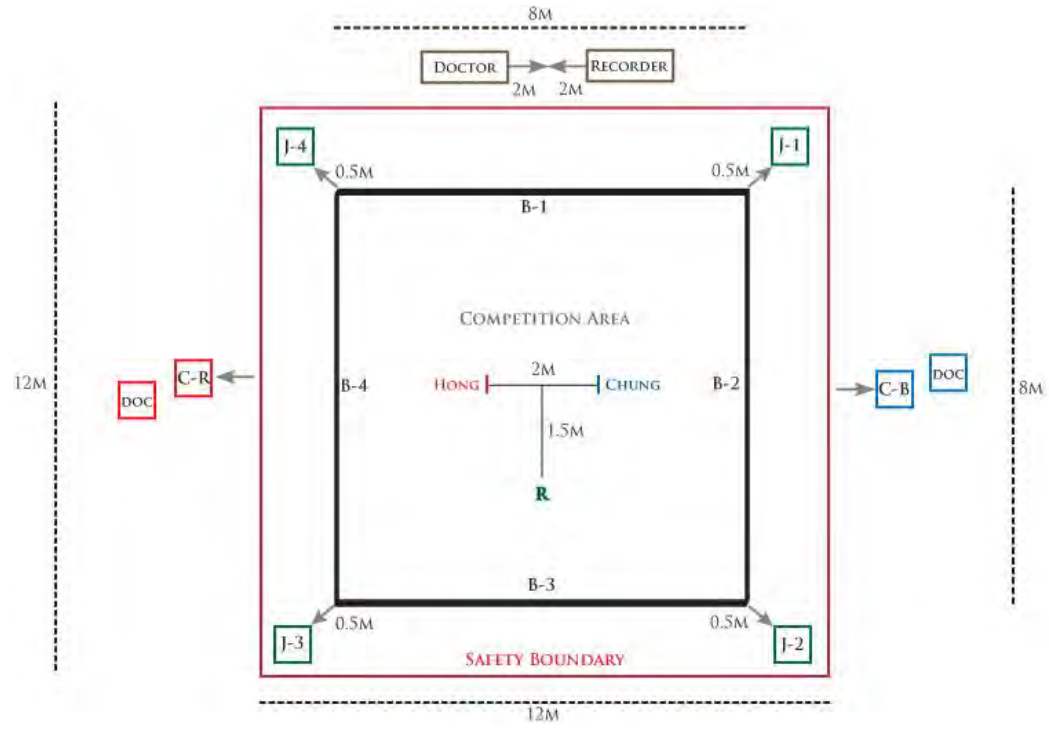 8M
DOCTOR
RECORDER
2M
2M
J-4
J-1
0.5M
0.5M
B-1
COMPETITION AREA
12M
DOC
C-R
B-4
HONG
2M
CHUNG
B-2
C-B
DOC
8M
1.5M
R
B-3
0.5M
0.5M
J-3
J-2
SAFETY BOUNDARY
12M